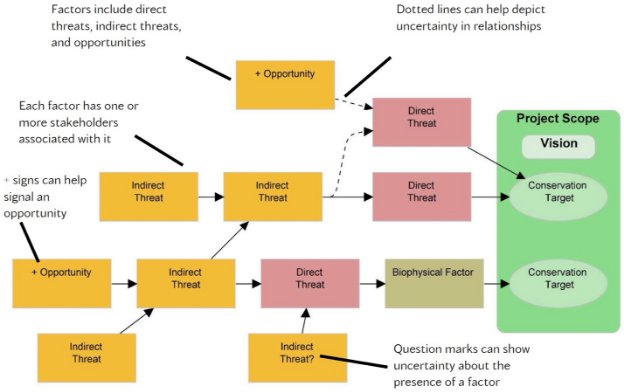 Factors include direct
threats, indirect threats,
and opportunities
Dotted lines can help depict
uncertainty in relationships
+ Opportunity
Direct
Threat
Each factor has one or
more stakeholders
associated with it
Project Scope
Vision
+ signs can help
signal an
opportunity
Indirect
Threat
Indirect
Threat
Direct
Threat
Conservation
Target
+ Opportunity
Indirect
Threat
Direct
Threat
Biophysical Factor
Conservation
Target
Indirect
Threat
Indirect
Threat?
Question marks can show
uncertainty about the
presence of a factor